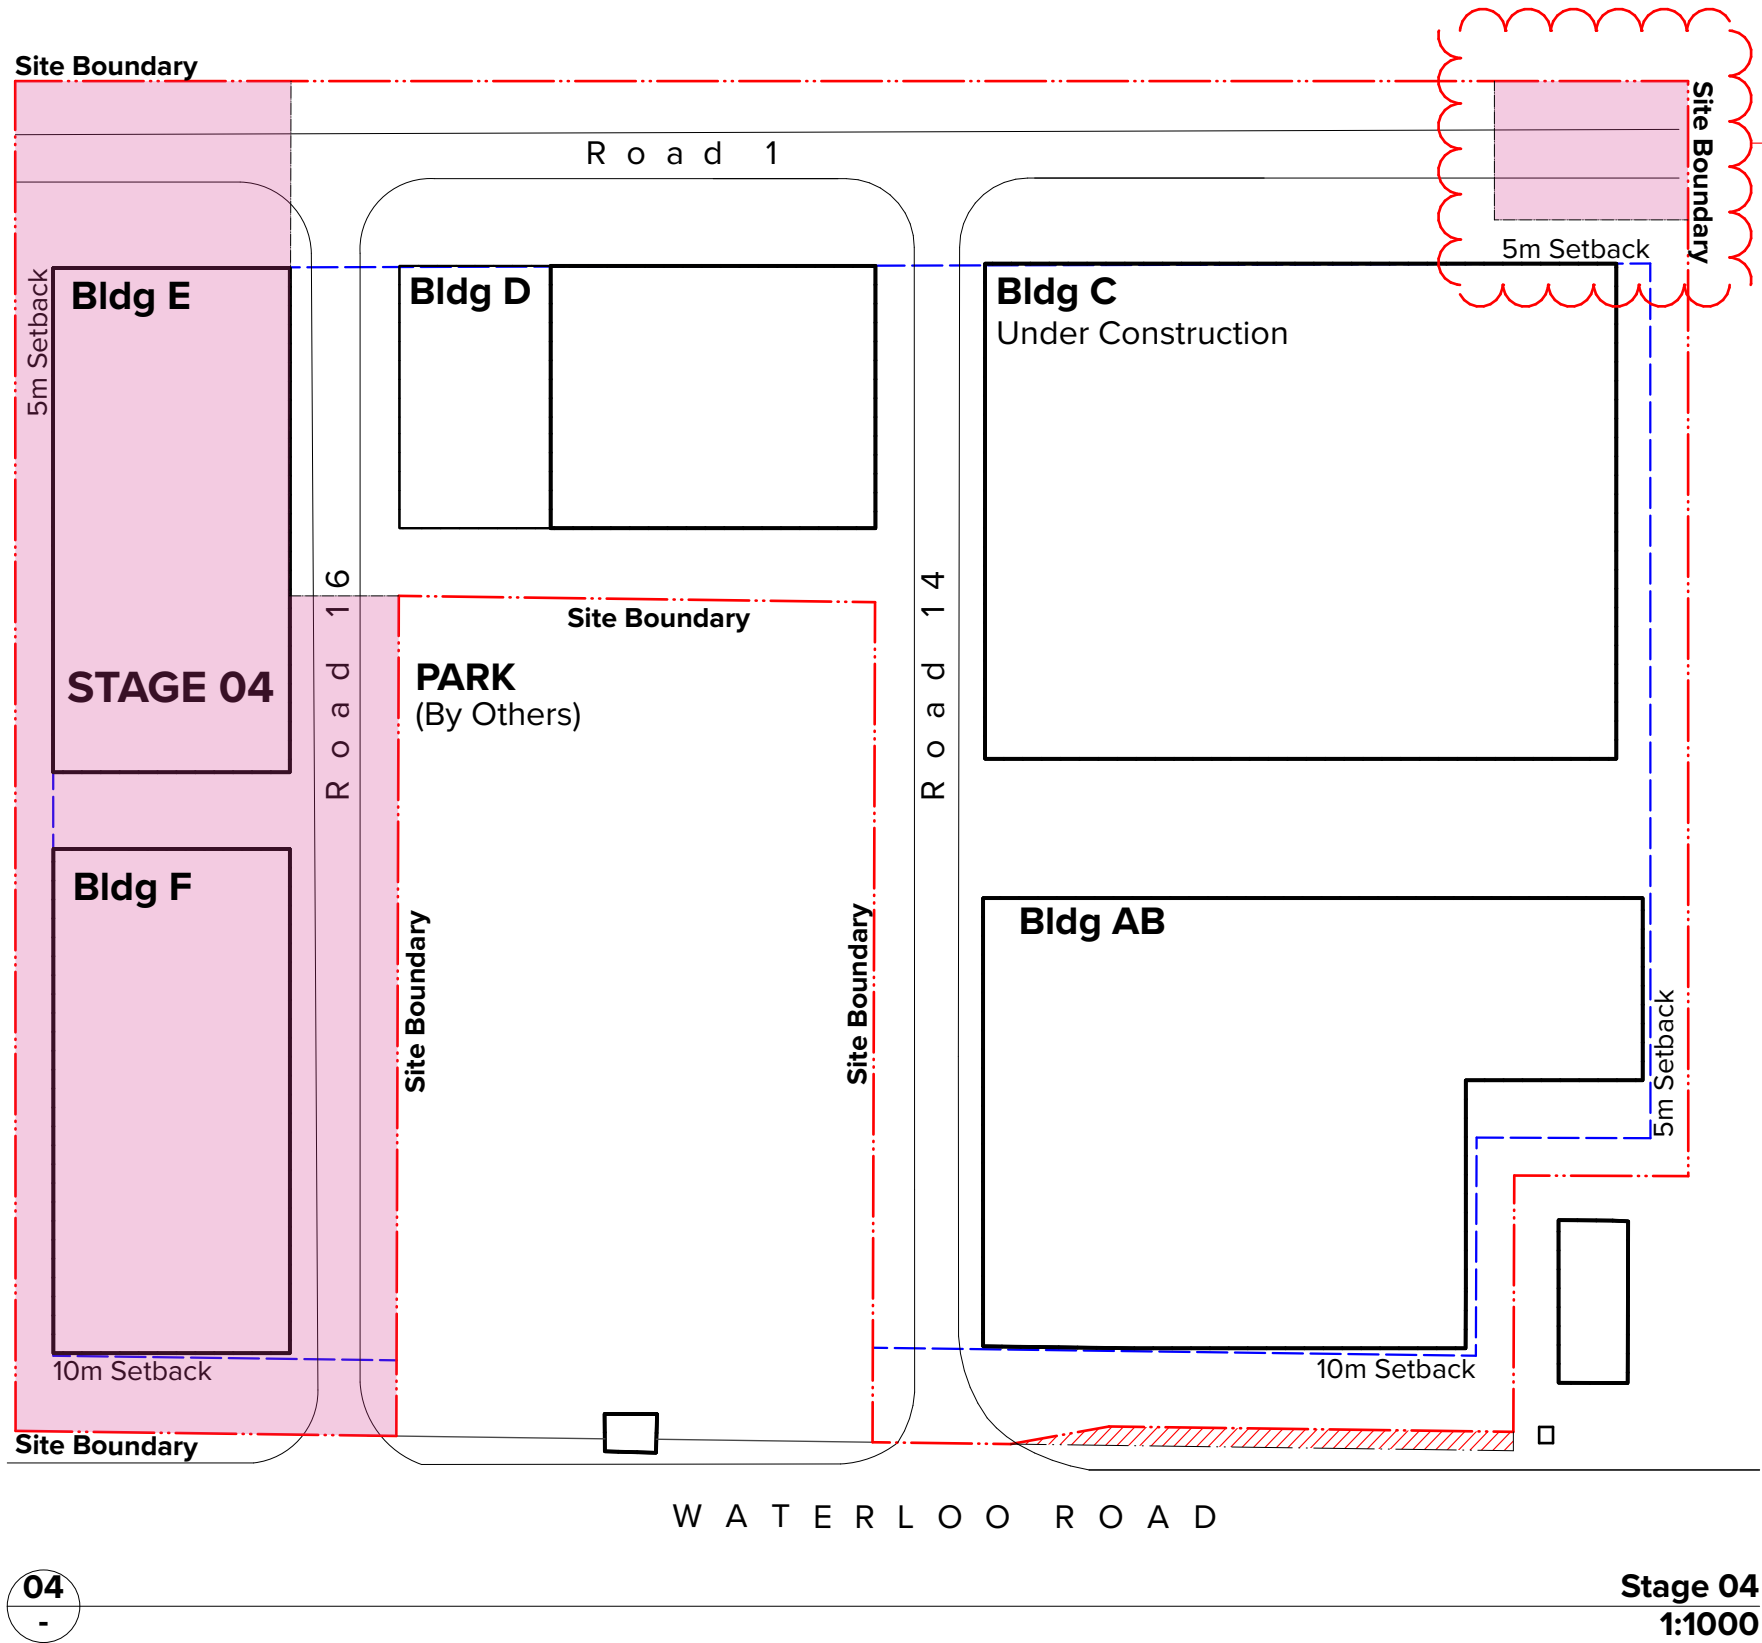 Site Boundary
Site Boundary
Road 1
5m Setback
5m Setback
Bldg E
Bldg D
Bldg C
Under Construction
Road 16
Road 14
Site Boundary
STAGE 04
PARK
(By Others)
Bldg F
Bldg AB
Site Boundary
Site Boundary
5m Setback
10m Setback
10m Setback
Site Boundary
WATERLOO ROAD
04
-
Stage 04
1:1000